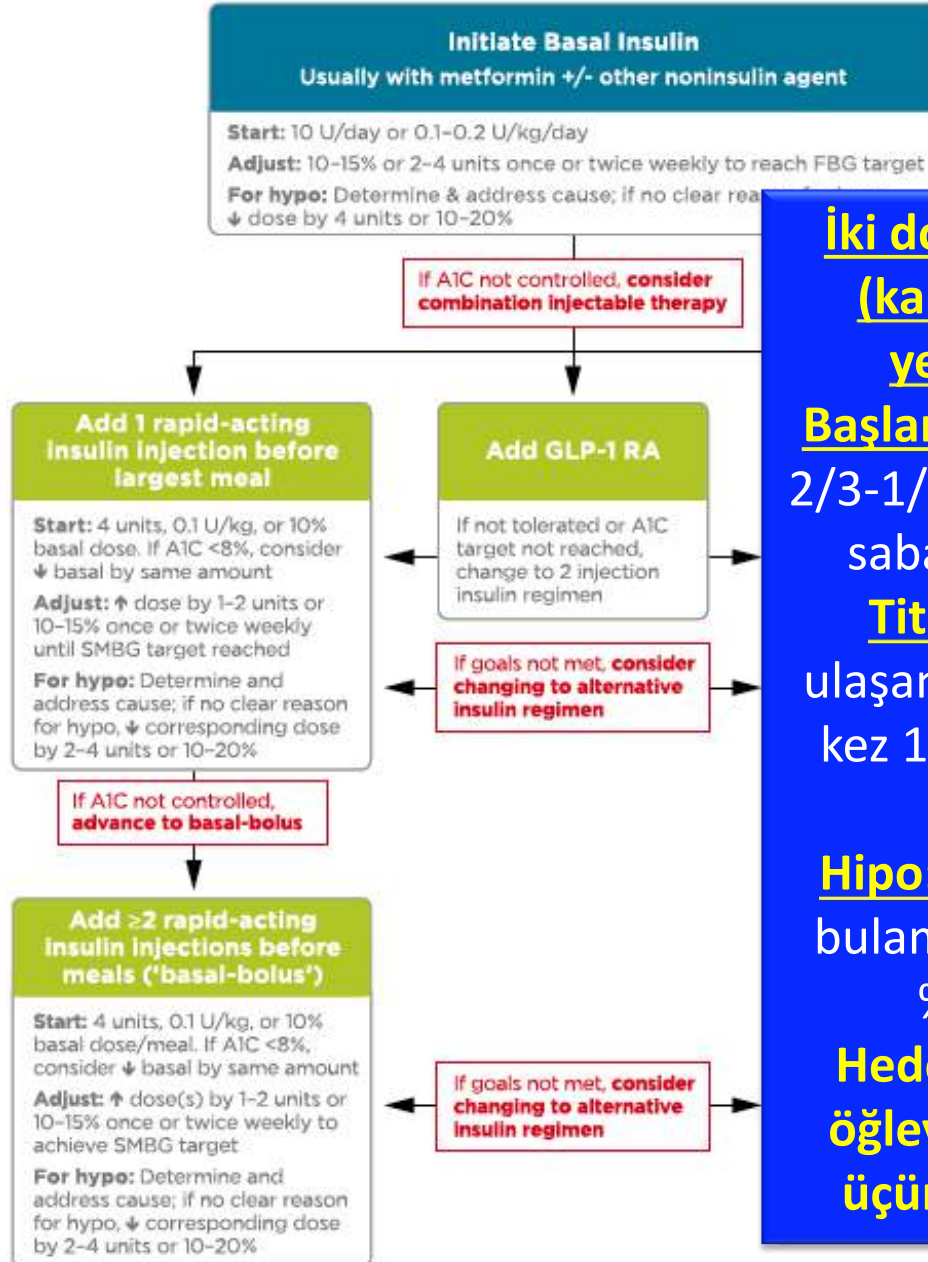 Initiate Basal Insulin
Usually with metformin +/- other noninsulin agent
Start: 10 U/day or 0.1–0.2 U/kg/day
Adjust: 10–15% or 2–4 units once or twice weekly to reach FBG target
For hypo: Determine & address cause; if no clear
↓ dose by 4 units or 10–20%
If A1C not controlled, consider
combination injectable therapy
Add 1 rapid-acting
insulin injection before
largest meal
Start: 4 units, 0.1 U/kg, or 10%
basal dose. If A1C <8%, consider
↓ basal by same amount
Adjust: ↑ dose by 1–2 units or
10–15% once or twice weekly
until SMBG target reached
For hypo: Determine and
address cause; if no clear reason
for hypo, ↓ corresponding dose
by 2–4 units or 10–20%
Add GLP-1 RA
If not tolerated or A1C
target not reached,
change to 2 injection
insulin regimen
If goals not met, consider
changing to alternative
insulin regimen
If A1C not controlled,
advance to basal-bolus
Add ≥2 rapid-acting
insulin injections before
meals ('basal-bolus')
Start: 4 units, 0.1 U/kg, or 10%
basal dose/meal. If A1C <8%,
consider ↓ basal by same amount
Adjust: ↑ dose(s) by 1–2 units or
10–15% once or twice weekly to
achieve SMBG target
For hypo: Determine and
address cause; if no clear reason
for hypo, ↓ corresponding dose
by 2–4 units or 10–20%
If goals not met, consider
changing to alternative
insulin regimen
İki do
(ka
ye
Başlan
2/3-1/
saba
Tit
ulaşan
kez 1
Hipo
bulan
%
Hede
öğle
üçün